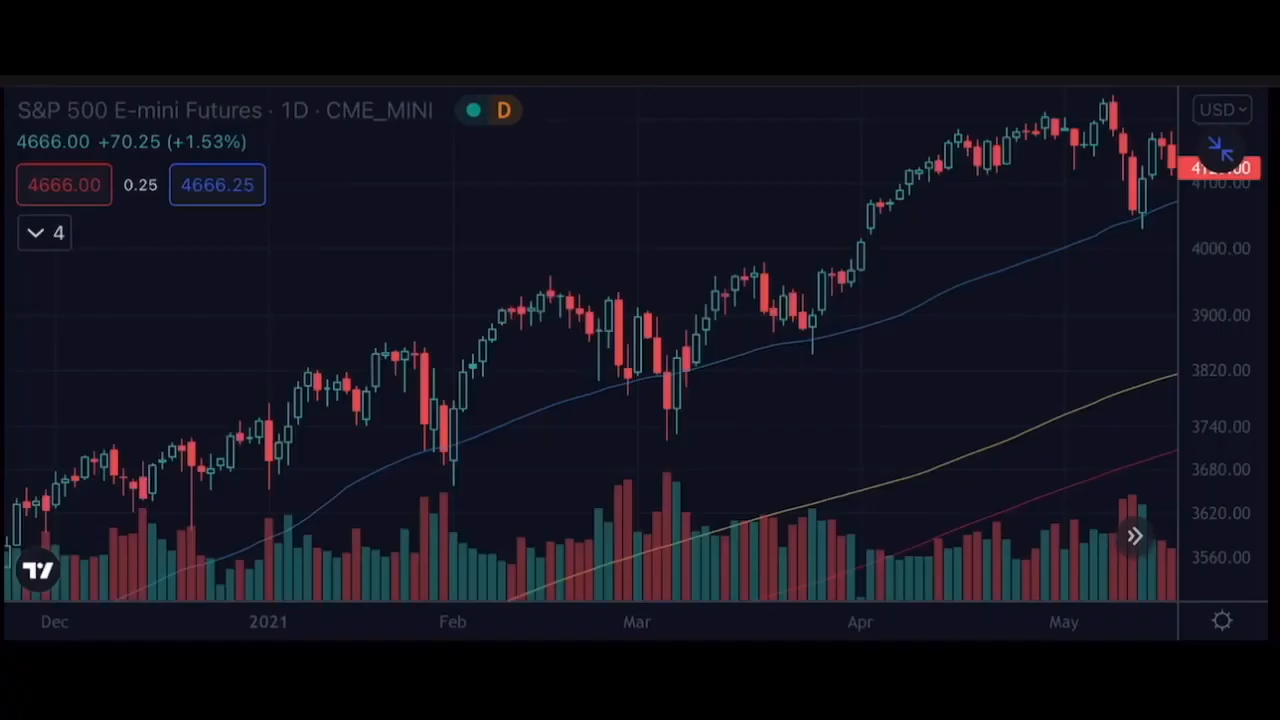 S&P 500 E-mini Futures · 1D · CME_MINI D
4666.00 +70.25 (+1.53%)
4666.00 0.25 4666.25
4
USD
4100.00
4000.00
3900.00
3820.00
3740.00
3680.00
3620.00
3560.00
Dec 2021 Feb Mar Apr May